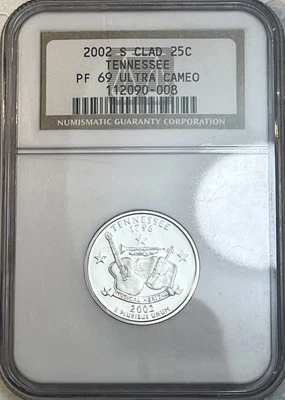 2002 S CLAD 25C
TENNESSEE
PF 69 ULTRA CAMEO
112090-008
NUMISMATIC GUARANTY CORPORATION
TENNESSEE
1796
MUSICAL HERITAGE
2002
E PLURIBUS UNUM